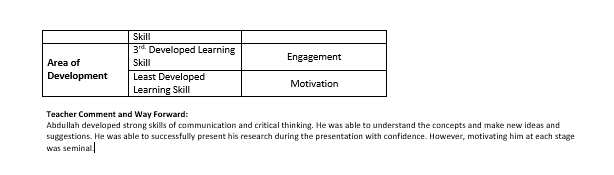 Skill
Area of Development
3rd. Developed Learning Skill
Engagement
Least Developed Learning Skill
Motivation
Teacher Comment and Way Forward:
Abdullah developed strong skills of communication and critical thinking. He was able to understand the concepts and make new ideas and
suggestions. He was able to successfully present his research during the presentation with confidence. However, motivating him at each stage
was seminal.